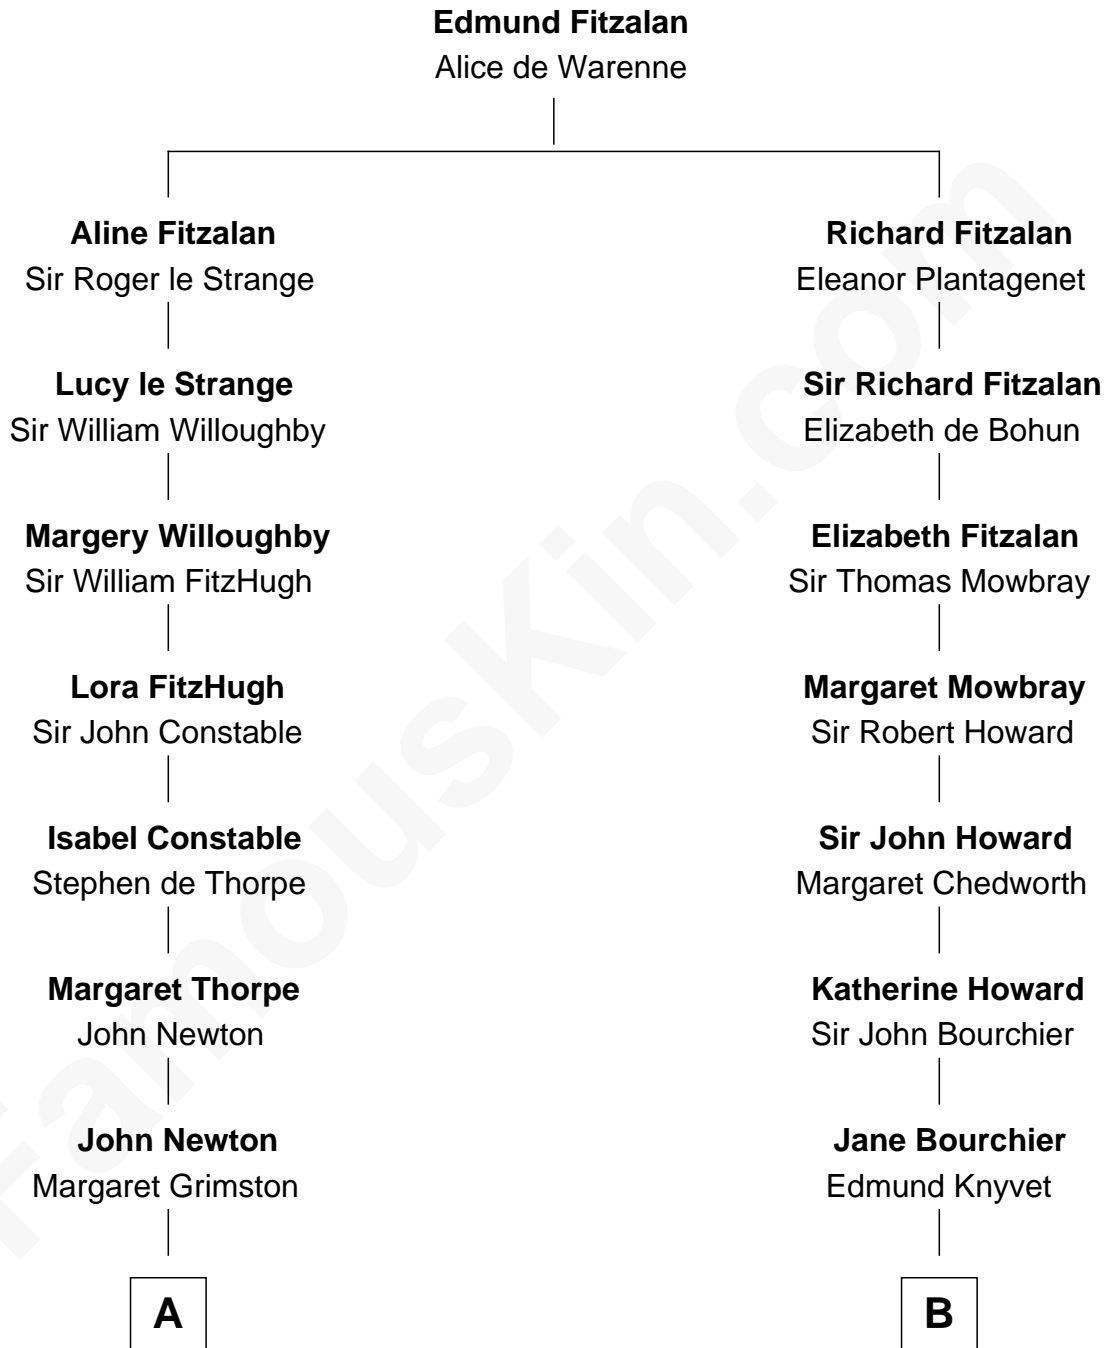 Edmund Fitzalan
Alice de Warenne
Aline Fitzalan
Sir Roger le Strange
Richard Fitzalan
Eleanor Plantagenet
Lucy le Strange
Sir William Willoughby
Sir Richard Fitzalan
Elizabeth de Bohun
Margery Willoughby
Sir William FitzHugh
Elizabeth Fitzalan
Sir Thomas Mowbray
Lora FitzHugh
Sir John Constable
Margaret Mowbray
Sir Robert Howard
Isabel Constable
Stephen de Thorpe
Sir John Howard
Margaret Chedworth
Margaret Thorpe
John Newton
Katherine Howard
Sir John Bourchier
John Newton
Margaret Grimston
Jane Bourchier
Edmund Knyvet
A
B
FamousKin.com